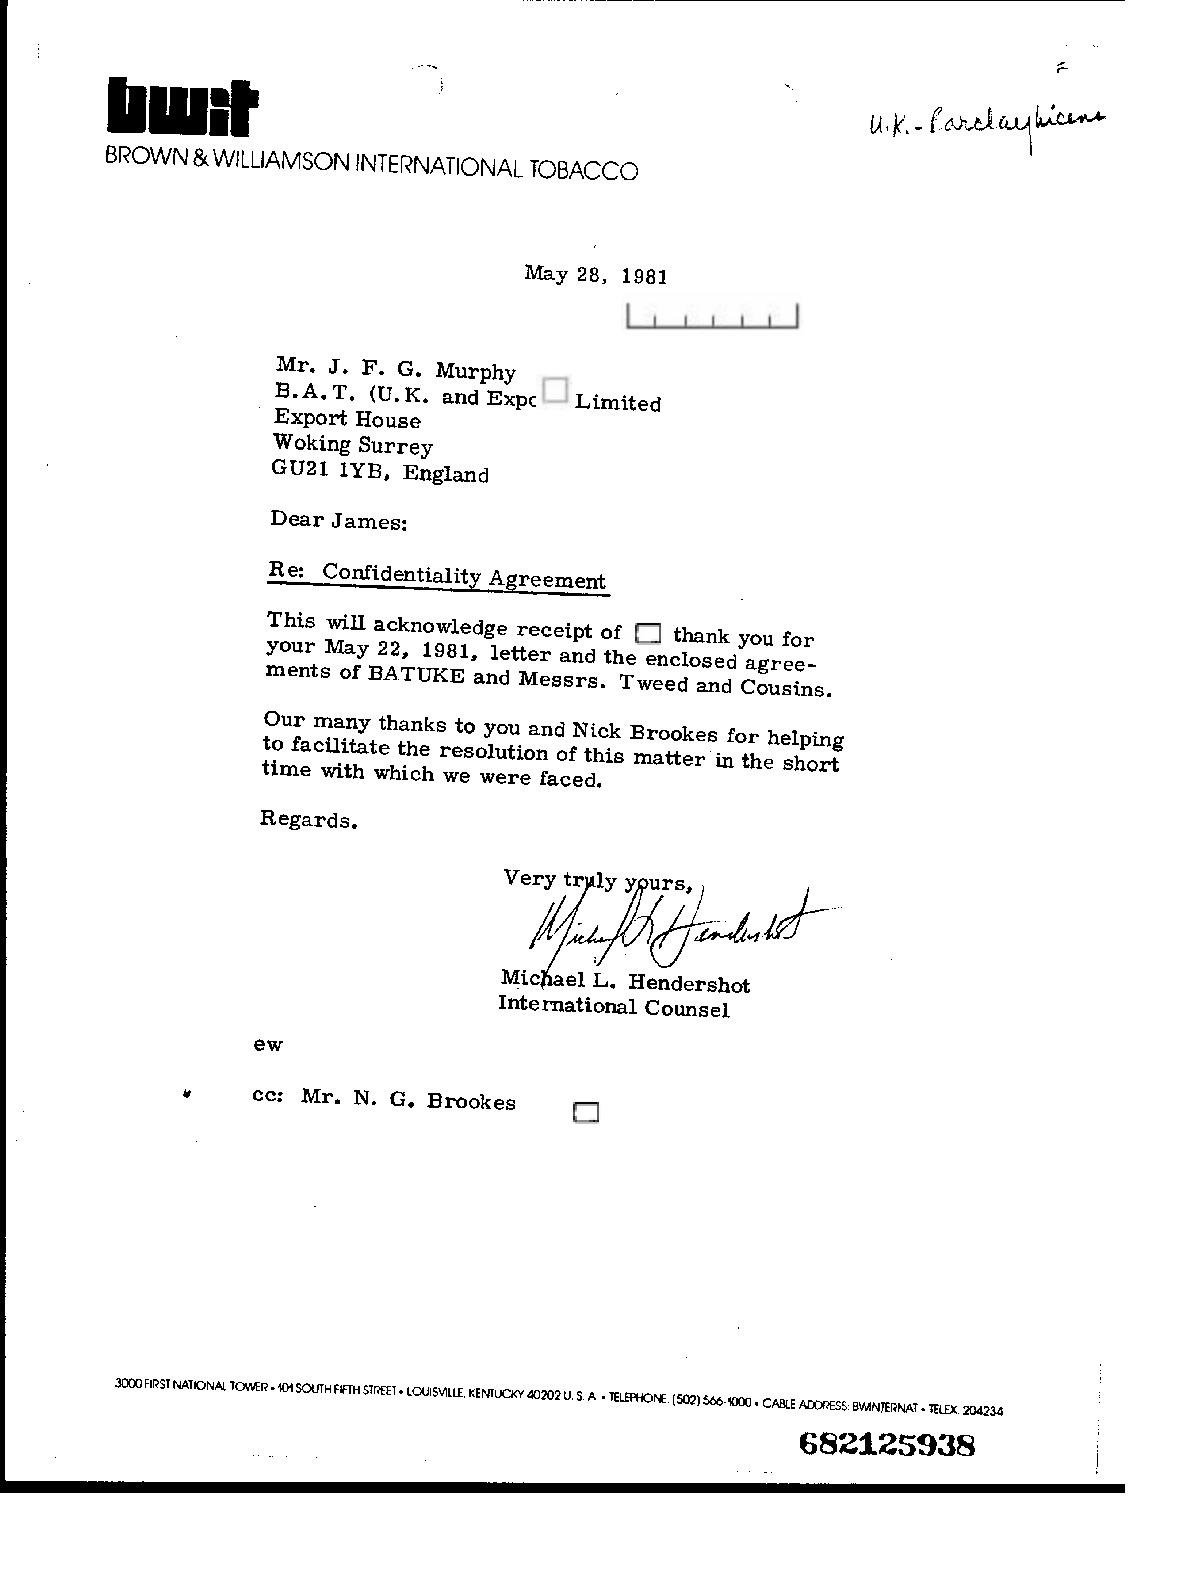 U.K. - Barclay License
bwit
BROWN & WILLIAMSON INTERNATIONAL TOBACCO
May 28, 1981
Mr. J. F. G. Murphy
B.A.T. (U.K. and Expo Limited
Export House
Woking Surrey
GU21 1YB, England
Dear James:
Re: Confidentiality Agreement
This will acknowledge receipt of thank you for
your May 22, 1981, letter and the enclosed agree-
ments of BATUKE and Messrs. Tweed and Cousins.
Our many thanks to you and Nick Brookes for helping
to facilitate the resolution of this matter in the short
time with which we were faced.
Regards.
Very truly yours,
Michael L. Hendershot
Michael L. Hendershot
International Counsel
ew
cc: Mr. N. G. Brookes
3000 FIRST NATIONAL TOWER • 401 SOUTH FIFTH STREET • LOUISVILLE, KENTUCKY 40202 U. S. A. • TELEPHONE: (502) 566-1000 • CABLE ADDRESS: BWINTERNAT • TELEX: 204234
682125938